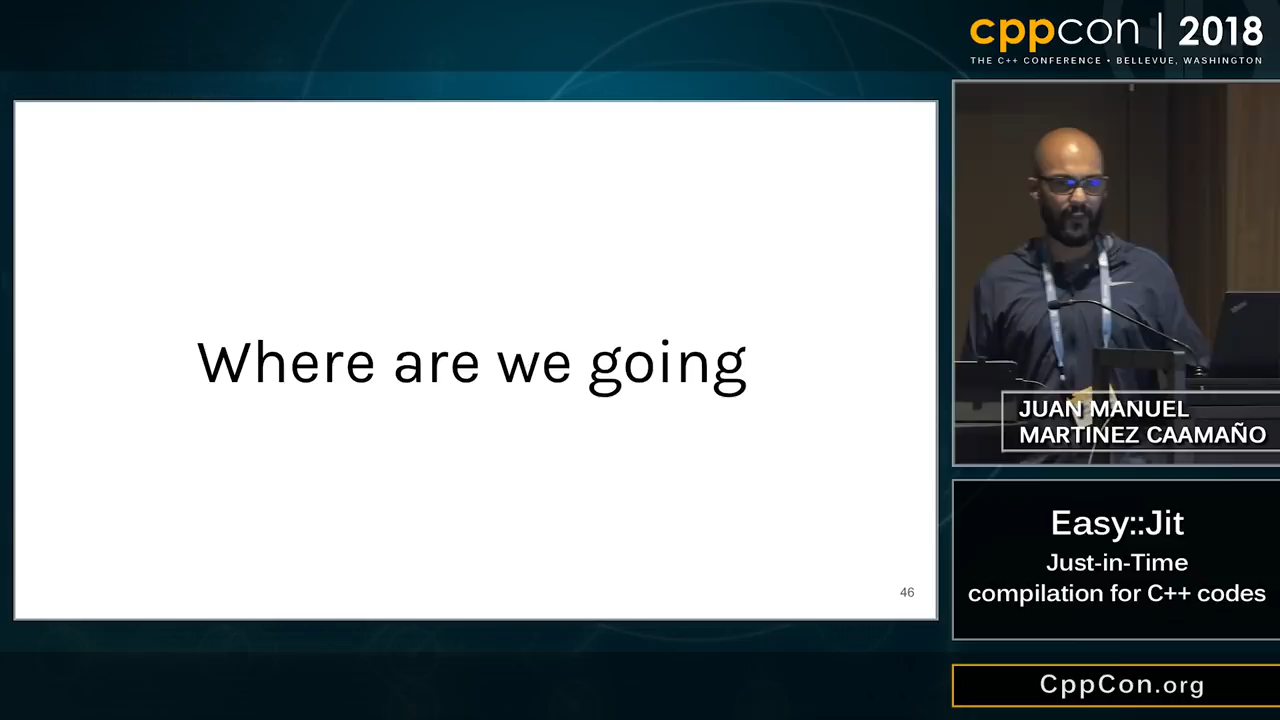 cppcon | 2018
THE C++ CONFERENCE • BELLEVUE, WASHINGTON
Where are we going
46
JUAN MANUEL
MARTINEZ CAAMAÑO
Easy::Jit
Just-in-Time
compilation for C++ codes
CppCon.org